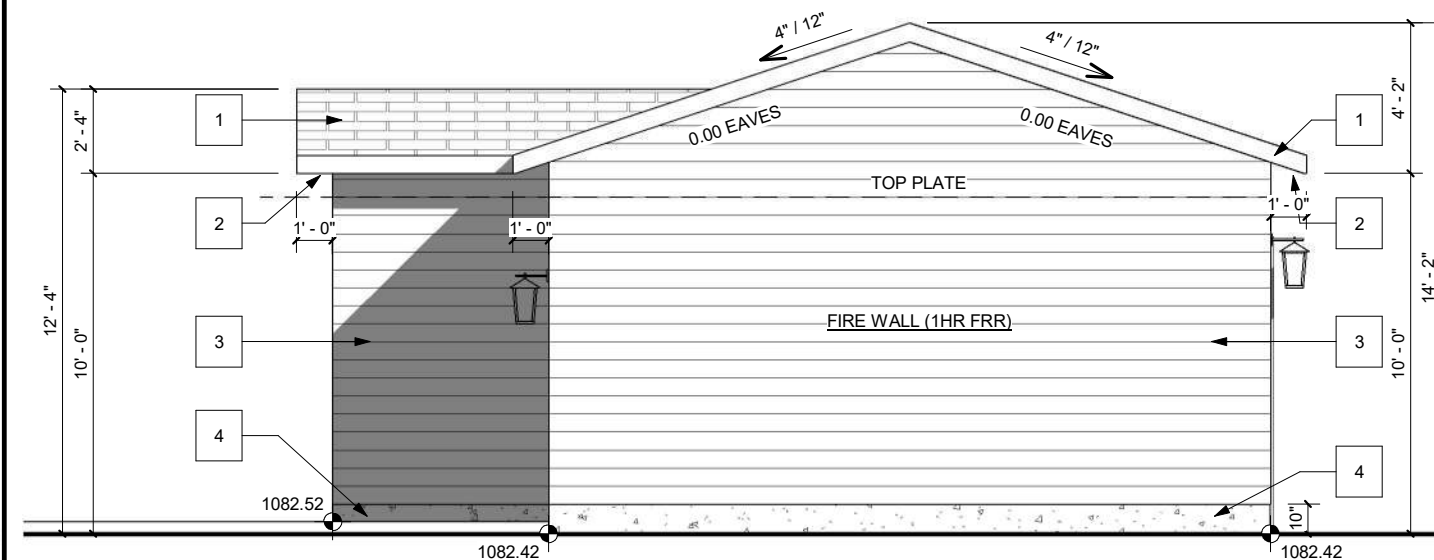 4" / 12"
4" / 12"
4' - 2"
2' - 4"
1
1
0.00 EAVES
0.00 EAVES
TOP PLATE
2
1' - 0"
1' - 0"
1' - 0"
2
12' - 4"
10' - 0"
14' - 2"
10' - 0"
FIRE WALL (1HR FRR)
3
3
4
4
1082.52
10"
1082.42
1082.42